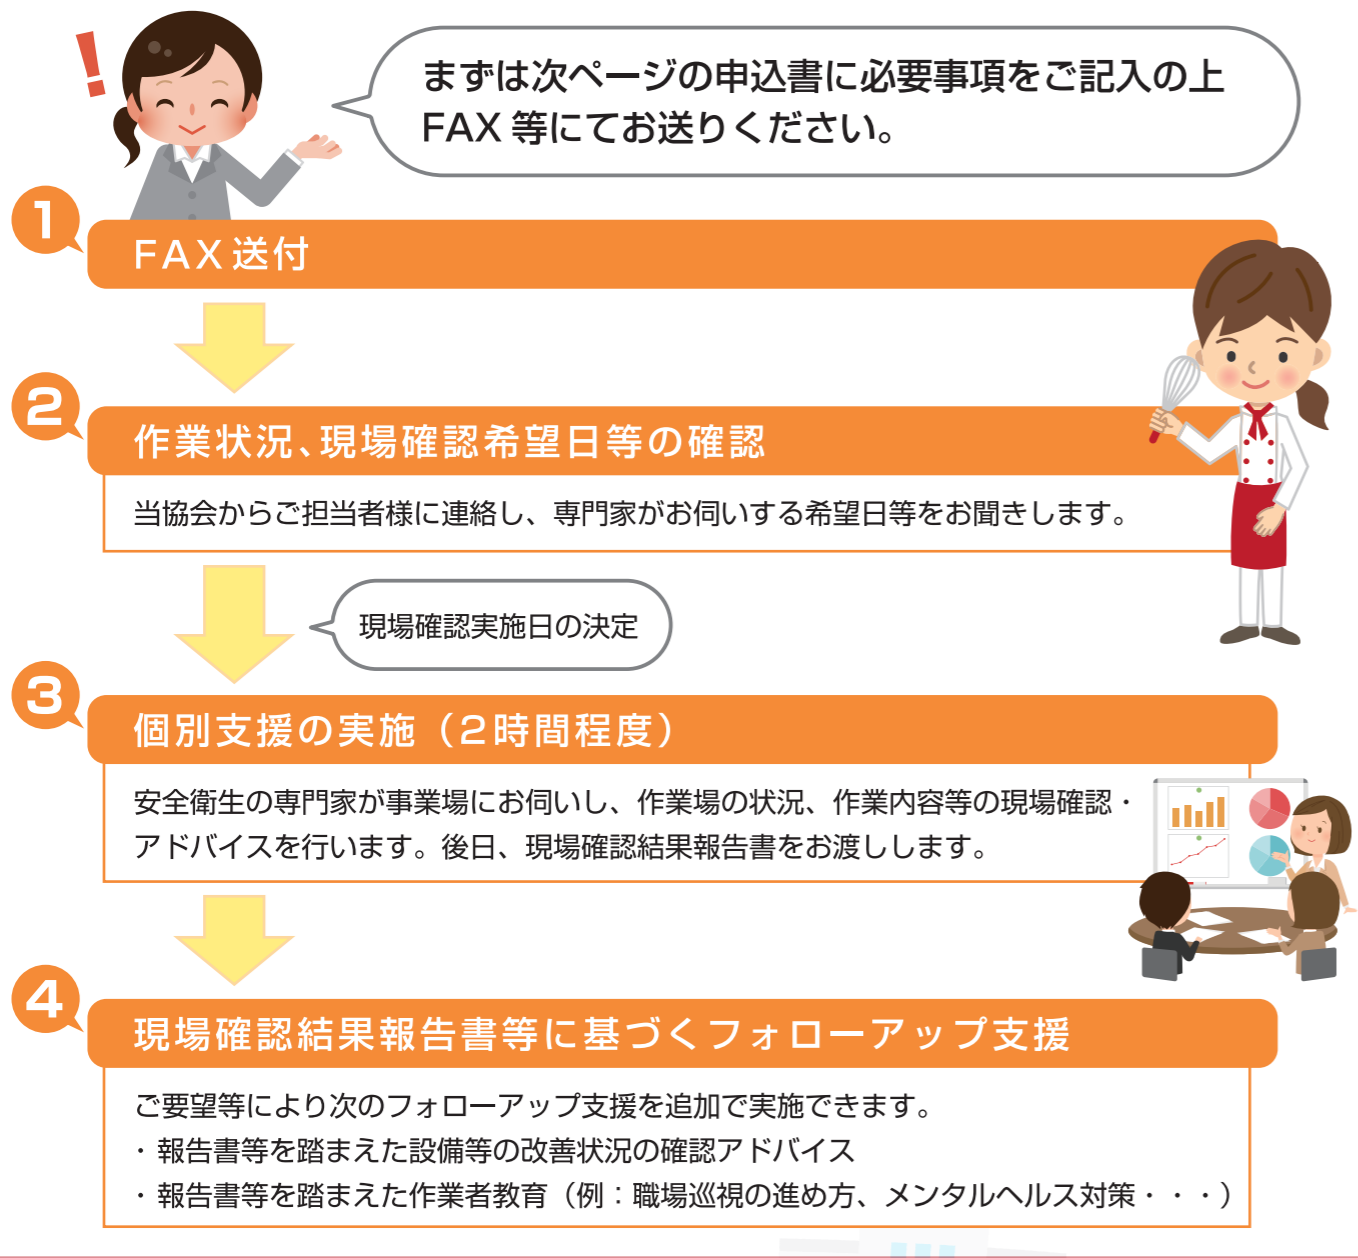 まずは次ページの申込書に必要事項をご記入の上
FAX 等にてお送りください。
1
FAX 送付
2
作業状況、現場確認希望日等の確認
当協会からご担当者様に連絡し、専門家がお伺いする希望日等をお聞きします。
現場確認実施日の決定
3
個別支援の実施（2時間程度）
安全衛生の専門家が事業場にお伺いし、作業場の状況、作業内容等の現場確認・
アドバイスを行います。後日、現場確認結果報告書をお渡しします。
4
現場確認結果報告書等に基づくフォローアップ支援
ご要望等により次のフォローアップ支援を追加で実施できます。
・報告書等を踏まえた設備等の改善状況の確認アドバイス
・報告書等を踏まえた作業者教育（例：職場巡視の進め方、メンタルヘルス対策・・・）